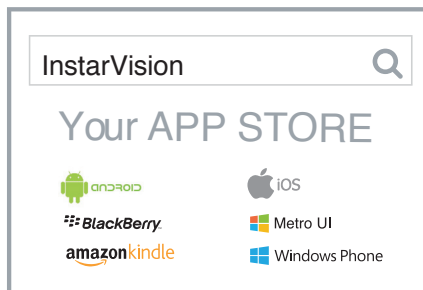 InstarVision
Your APP STORE
android iOS
BlackBerry. Metro UI
amazonkindle Windows Phone